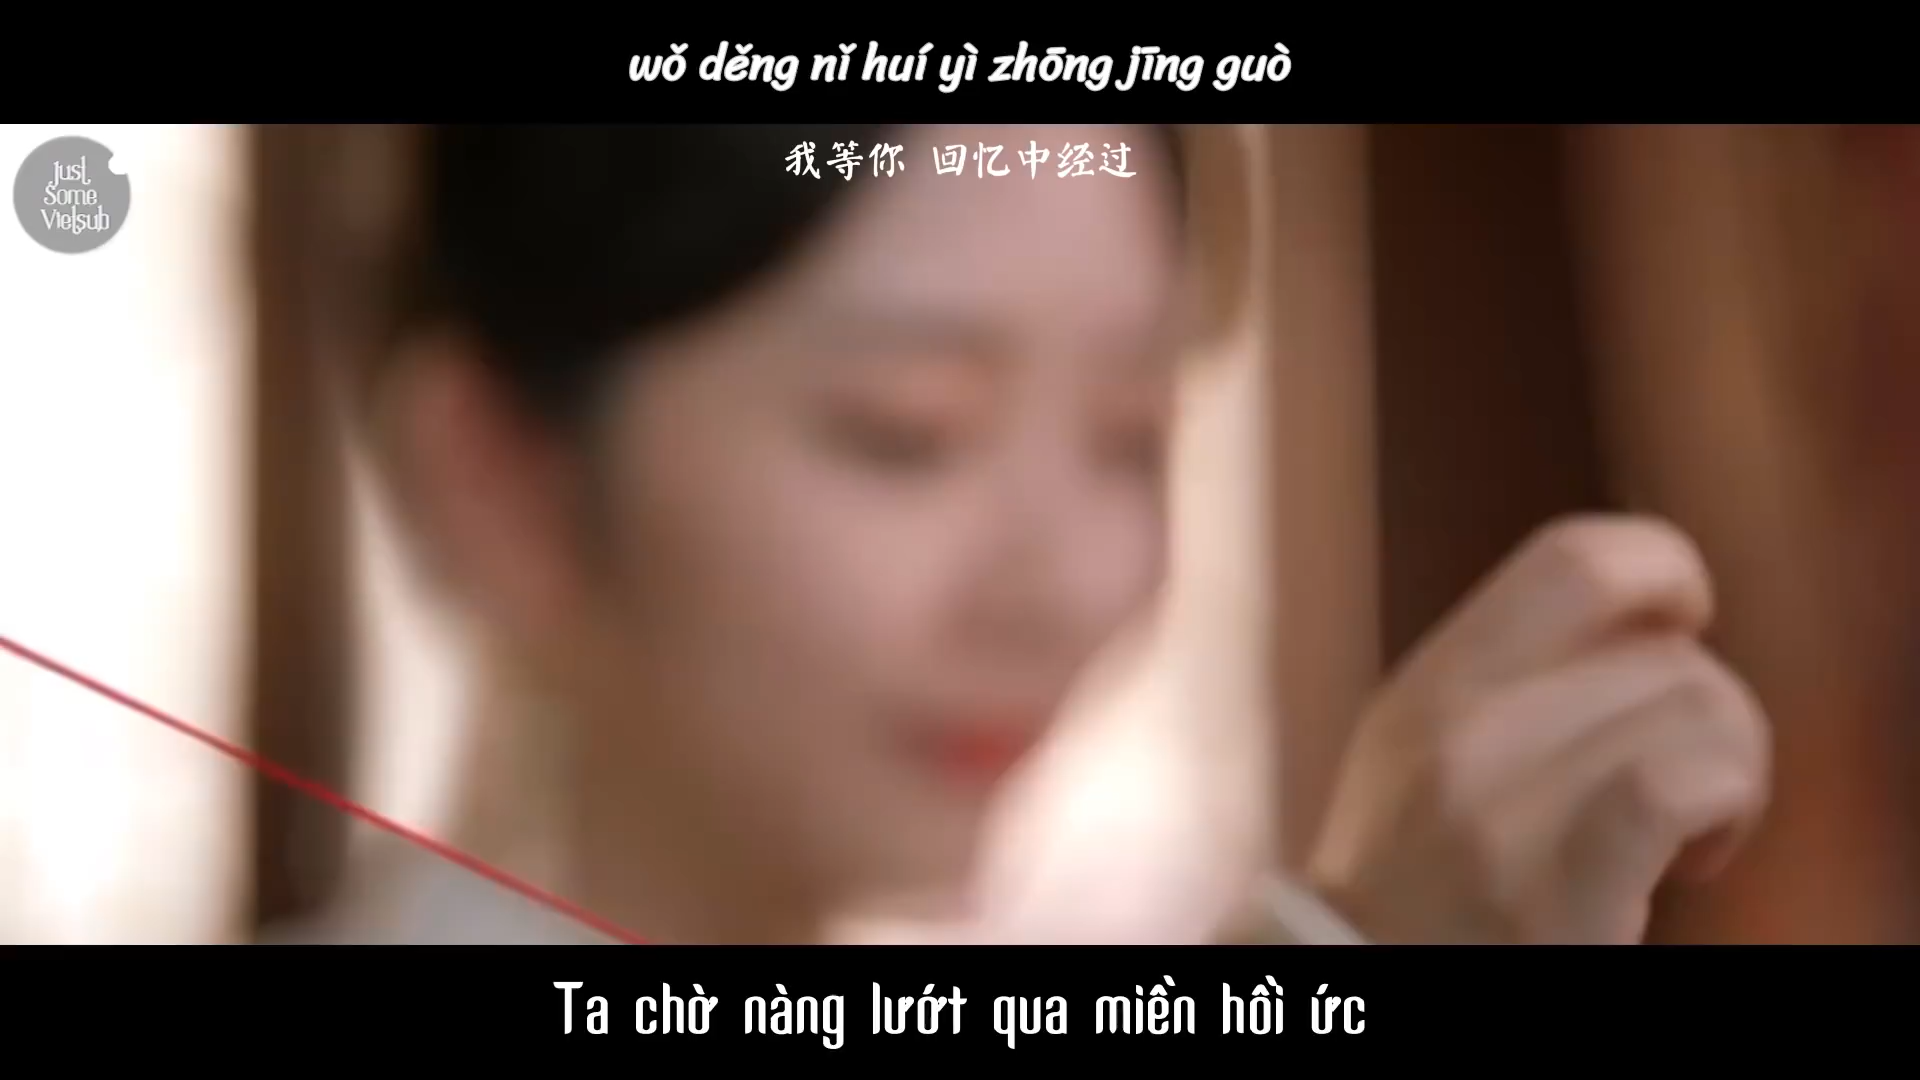 wǒ děng nǐ huí yì zhōng jīng guò
我等你 回忆中经过
Just
Some
Vietsub
Ta chờ nàng lướt qua miền hồi ức